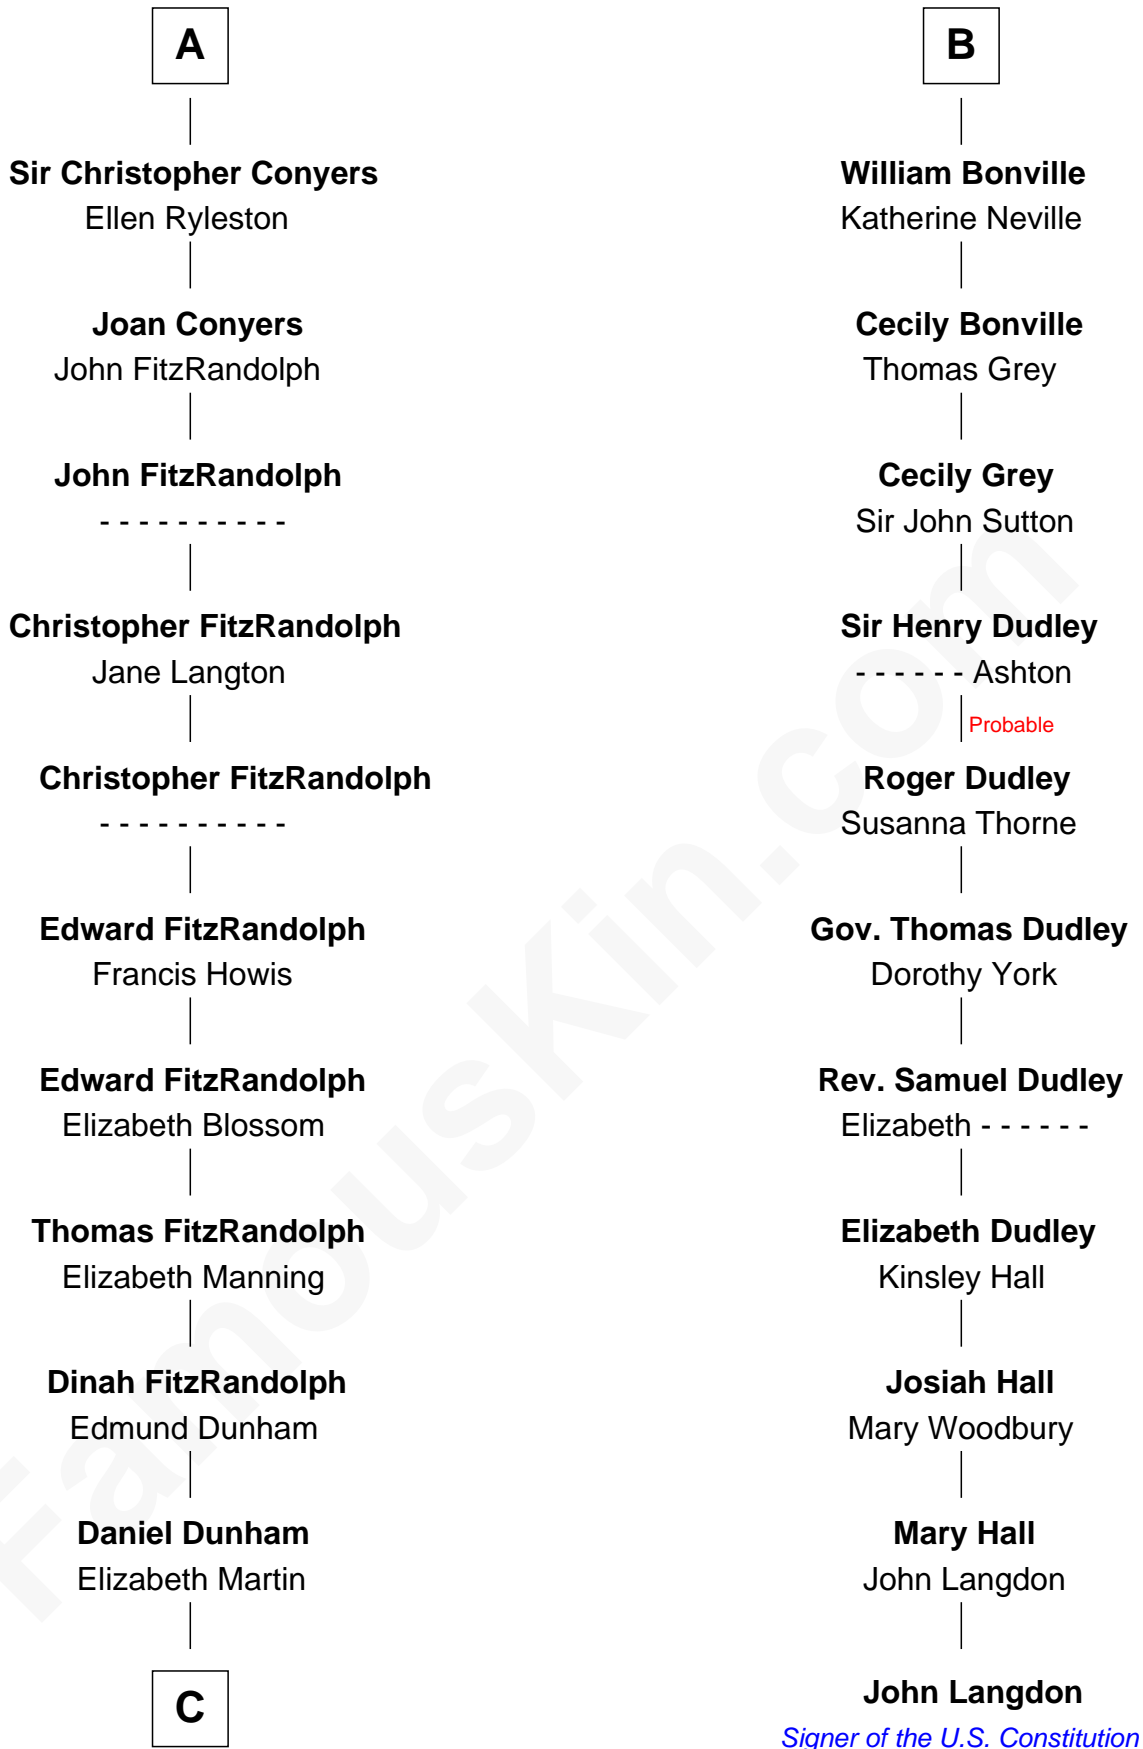 A
Sir Christopher Conyers
Ellen Ryleston
Joan Conyers
John FitzRandolph
John FitzRandolph
- - - - - - - - - -
Christopher FitzRandolph
Jane Langton
Christopher FitzRandolph
- - - - - - - - - -
Edward FitzRandolph
Francis Howis
Edward FitzRandolph
Elizabeth Blossom
Thomas FitzRandolph
Elizabeth Manning
Dinah FitzRandolph
Edmund Dunham
Daniel Dunham
Elizabeth Martin
C
B
William Bonville
Katherine Neville
Cecily Bonville
Thomas Grey
Cecily Grey
Sir John Sutton
Sir Henry Dudley
- - - - - - Ashton
Probable
Roger Dudley
Susanna Thorne
Gov. Thomas Dudley
Dorothy York
Rev. Samuel Dudley
Elizabeth - - - - - -
Elizabeth Dudley
Kinsley Hall
Josiah Hall
Mary Woodbury
Mary Hall
John Langdon
John Langdon
Signer of the U.S. Constitution
FamousKin.com